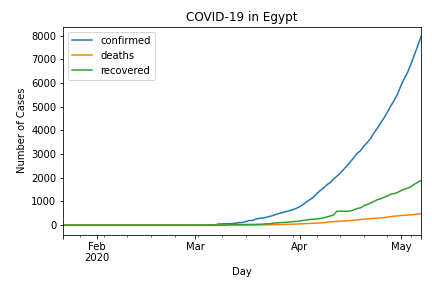 COVID-19 in Egypt
confirmed
deaths
recovered
Number of Cases
8000
7000
6000
5000
4000
3000
2000
1000
0
Feb
2020
Mar
Apr
May
Day